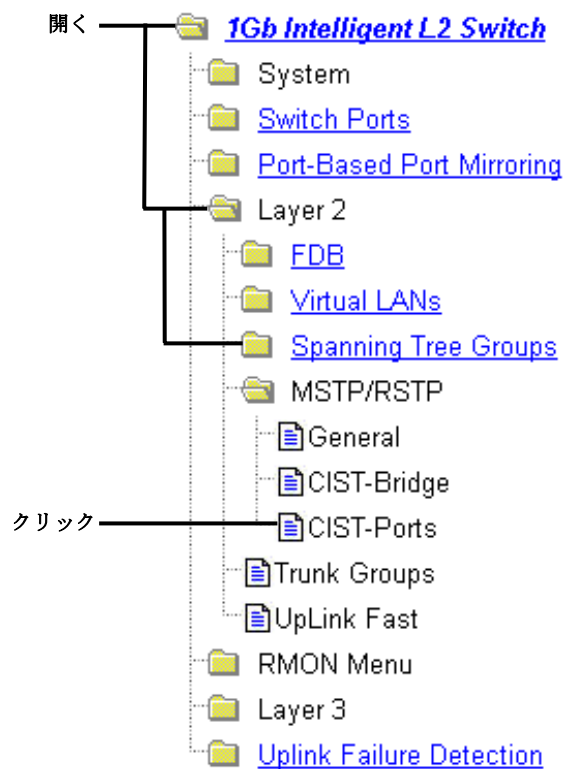 開く
1Gb Intelligent L2 Switch
System
Switch Ports
Port-Based Port Mirroring
Layer 2
FDB
Virtual LANs
Spanning Tree Groups
MSTP/RSTP
General
CIST-Bridge
クリック
CIST-Ports
Trunk Groups
UpLink Fast
RMON Menu
Layer 3
Uplink Failure Detection